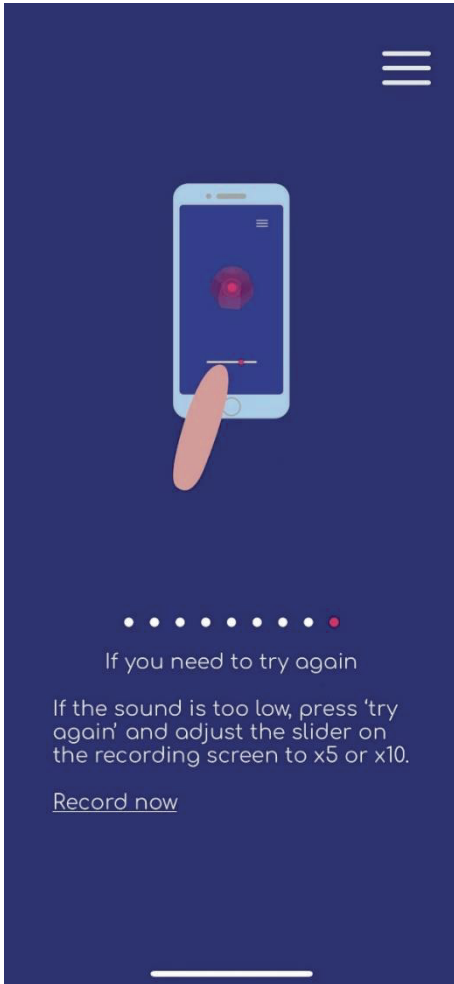 If you need to try again
If the sound is too low, press ‘try
again’ and adjust the slider on
the recording screen to x5 or x10.
Record now